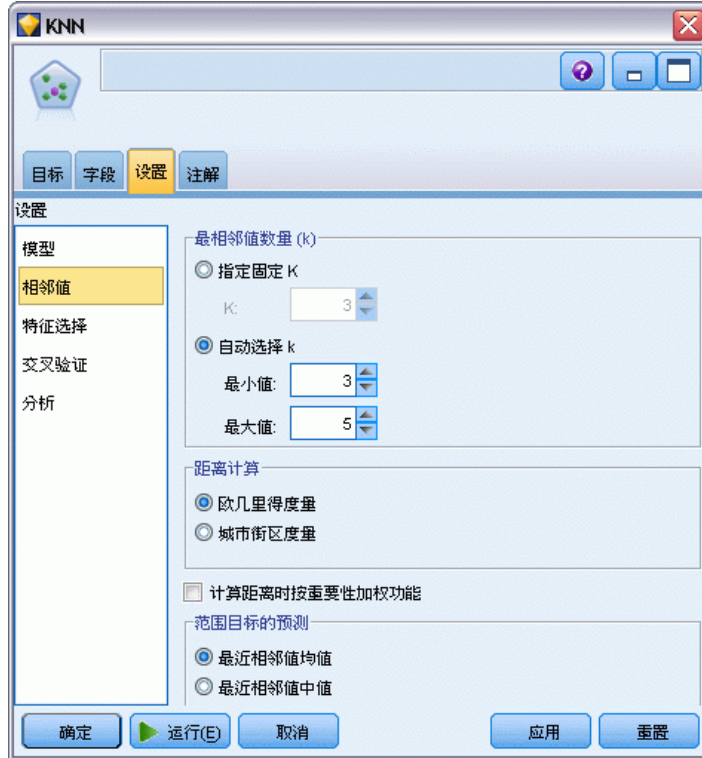 KNN
目标 字段 设置 注解
设置
模型
相邻值
特征选择
交叉验证
分析
最相邻值数量 (k)
指定固定 K
K: 3
自动选择 k
最小值: 3
最大值: 5
距离计算
欧几里得度量
城市街区度量
计算距离时按重要性加权功能
范围目标的预测
最近相邻值均值
最近相邻值中值
确定 运行(E) 取消 应用 重置